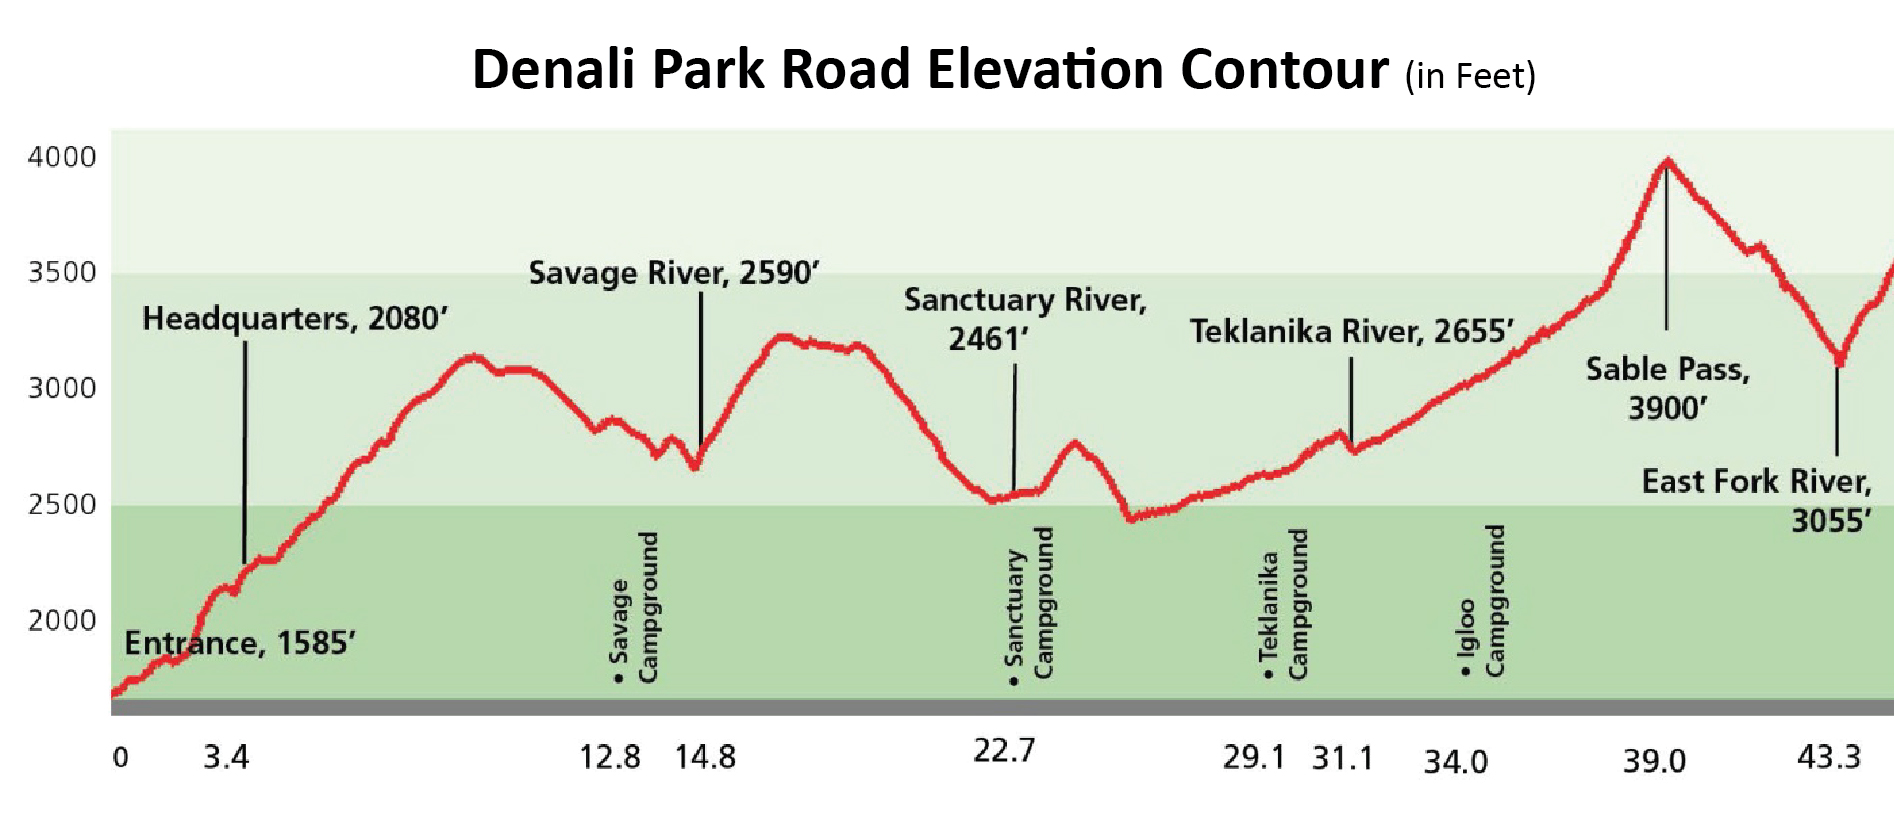 Denali Park Road Elevation Contour (in Feet)
4000
3500
3000
2500
2000
Headquarters, 2080′
Savage River, 2590′
Sanctuary River,
2461′
Teklanika River, 2655′
Sable Pass,
3900′
East Fork River,
3055′
Entrance, 1585′
• Savage
Campground
• Sanctuary
Campground
• Teklanika
Campground
• Igloo
Campground
0 3.4 12.8 14.8 22.7 29.1 31.1 34.0 39.0 43.3